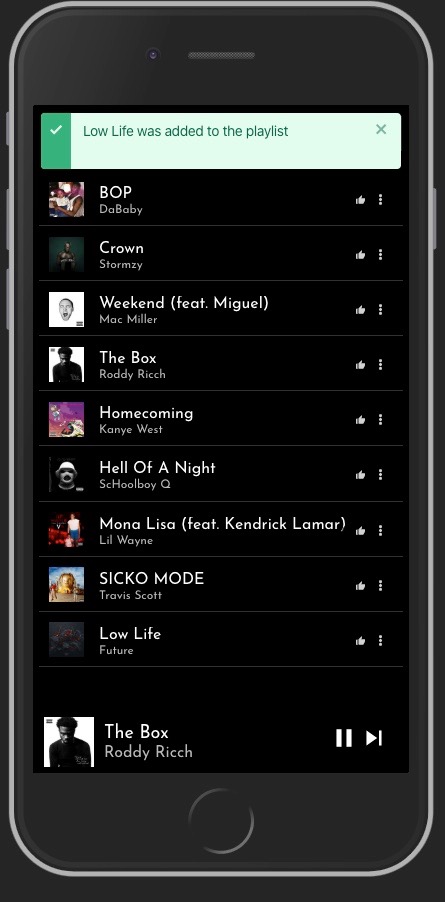 Low Life was added to the playlist
BOP
DaBaby
Crown
Stormzy
Weekend (feat. Miguel)
Mac Miller
The Box
Roddy Ricch
Homecoming
Kanye West
Hell Of A Night
ScHoolboy Q
Mona Lisa (feat. Kendrick Lamar)
Lil Wayne
SICKO MODE
Travis Scott
Low Life
Future
The Box
Roddy Ricch